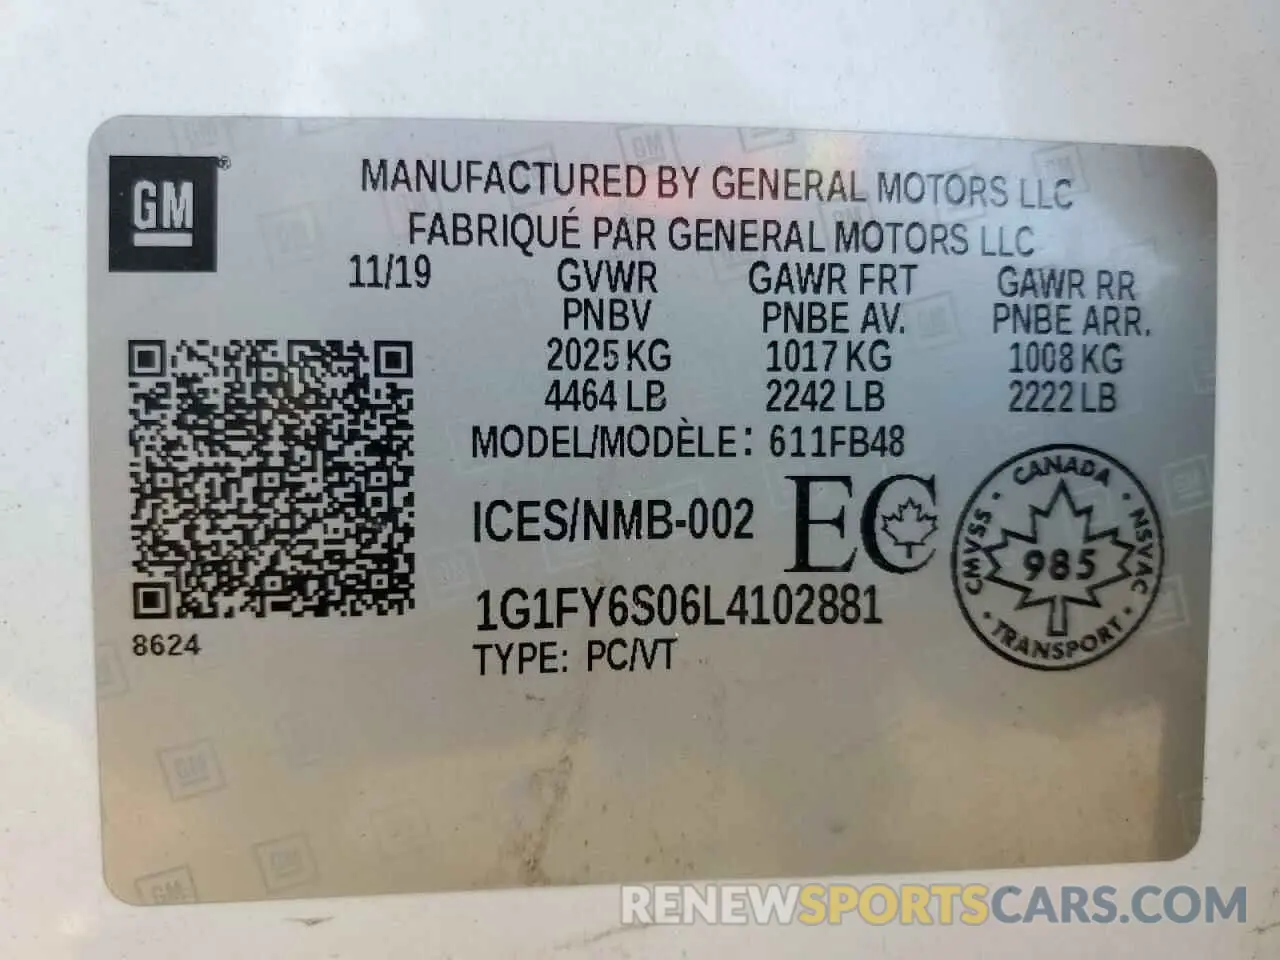 GM®
MANUFACTURED BY GENERAL MOTORS LLC
FABRIQUÉ PAR GENERAL MOTORS LLC
11/19 GVWR GAWR FRT GAWR RR
PNBV PNBE AV. PNBE ARR.
2025 KG 1017 KG 1008 KG
4464 LB 2242 LB 2222 LB
MODEL/MODÈLE: 611FB48
ICES/NMB-002 EC
CANADA
CMVSS 985 NSVAC
TRANSPORT
1G1FY6S06L4102881
8624
TYPE: PC/VT
RENEWSPORTSCARS.COM